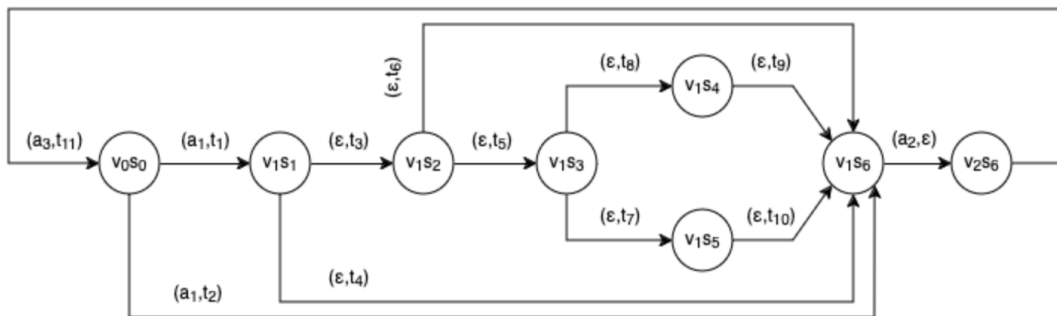 (ε,t₆)
(ε,t₈) (ε,t₉)
v₁s₄
(a₃,t₁₁) (a₁,t₁) (ε,t₃) (ε,t₅) (a₂,ε)
v₀s₀ v₁s₁ v₁s₂ v₁s₃ v₁s₆ v₂s₆
(ε,t₇) (ε,t₁₀)
v₁s₅
(ε,t₄)
(a₁,t₂)